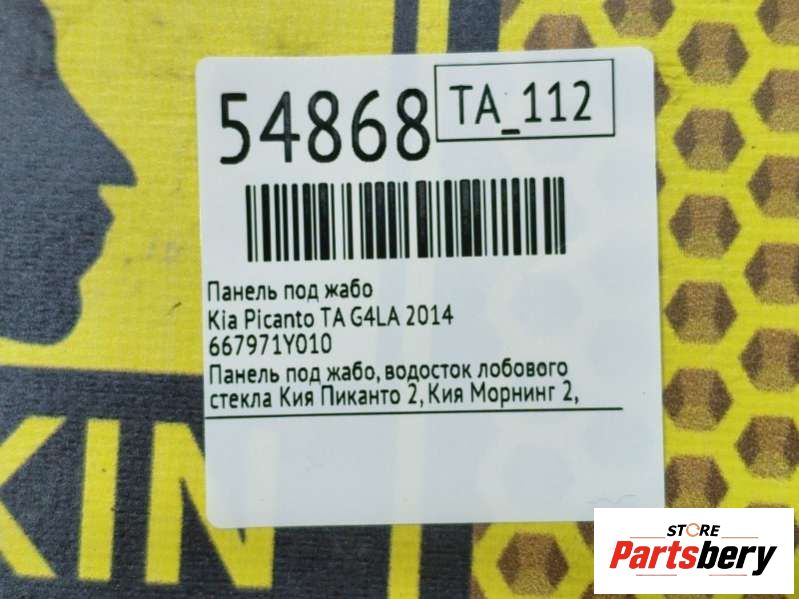 54868
TA_112
Панель под жабо
Kia Picanto TA G4LA 2014
667971Y010
Панель под жабо, водосток лобового
стекла Кия Пиканто 2, Кия Морнинг 2,
KIN
STORE
Partsbery